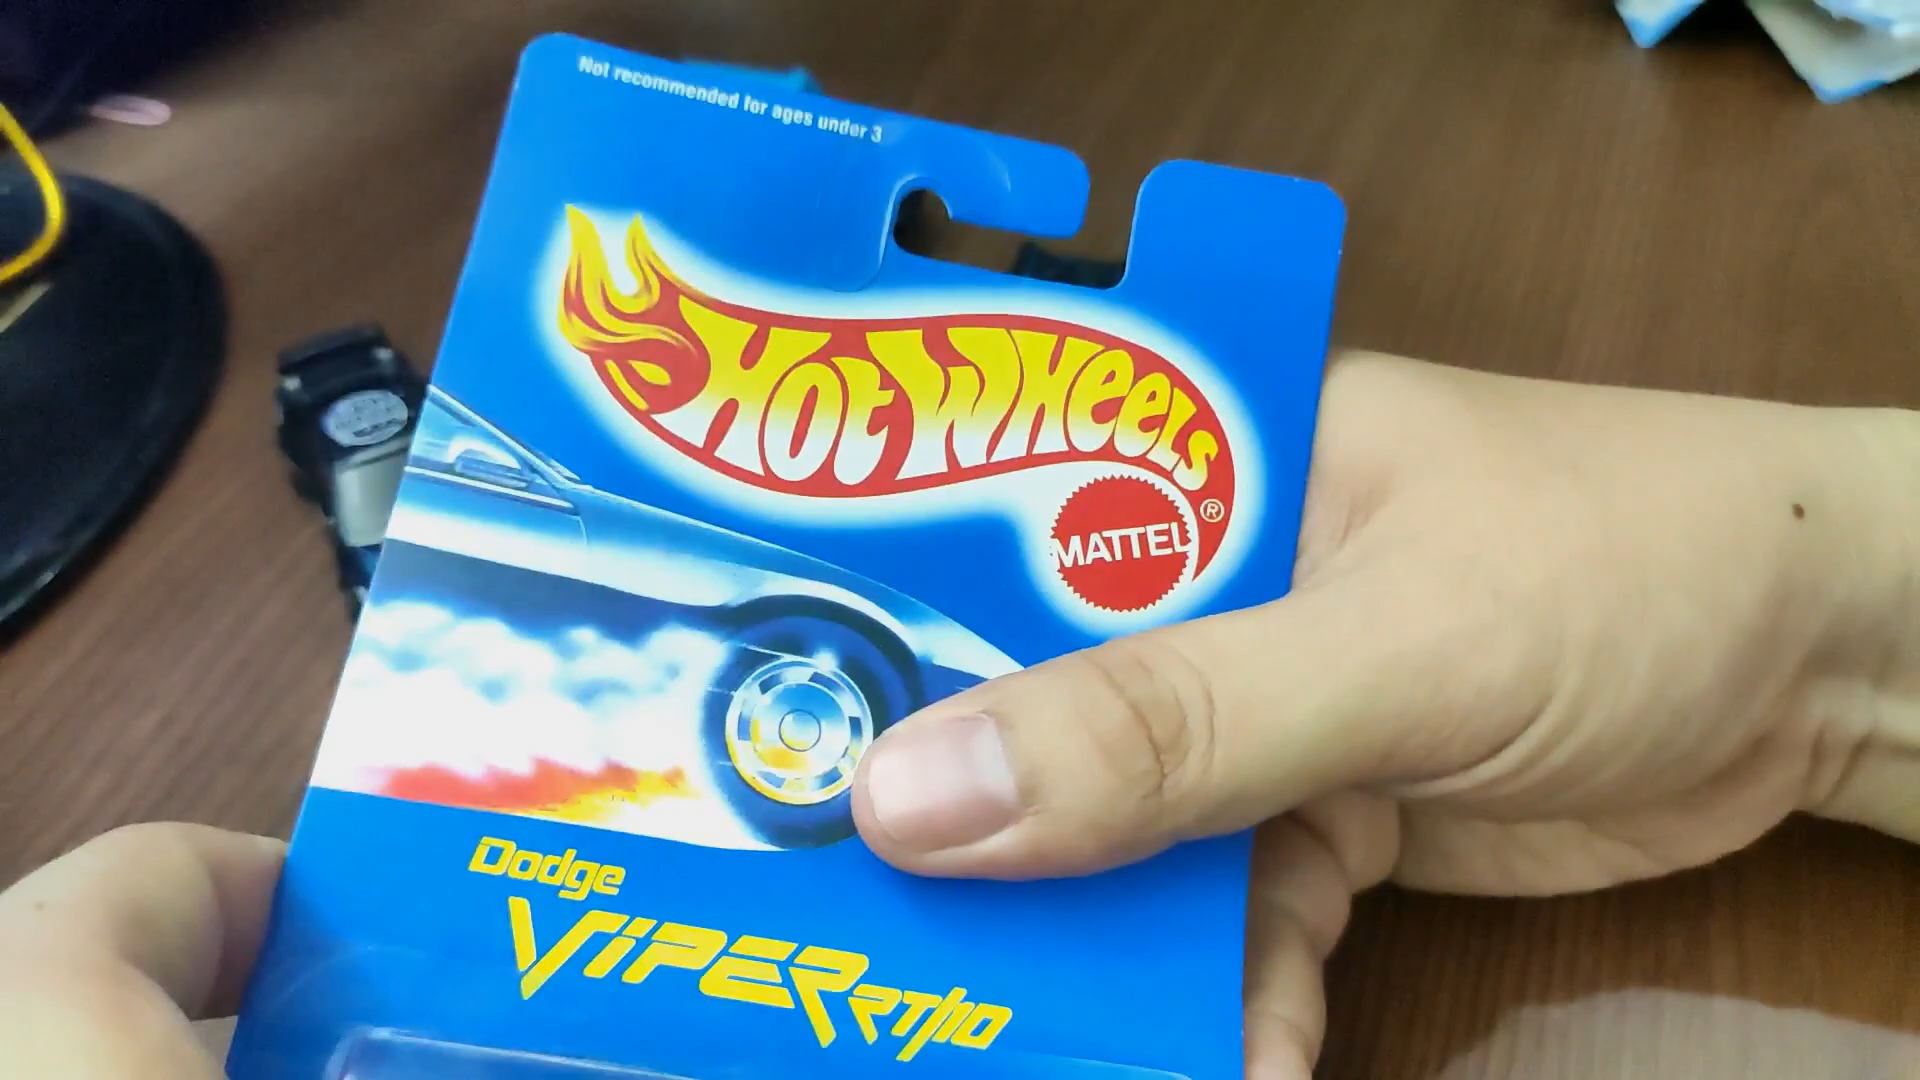 Not recommended for ages under 3
HOT WHEELS ®
MATTEL
Dodge
VIPER RT/10